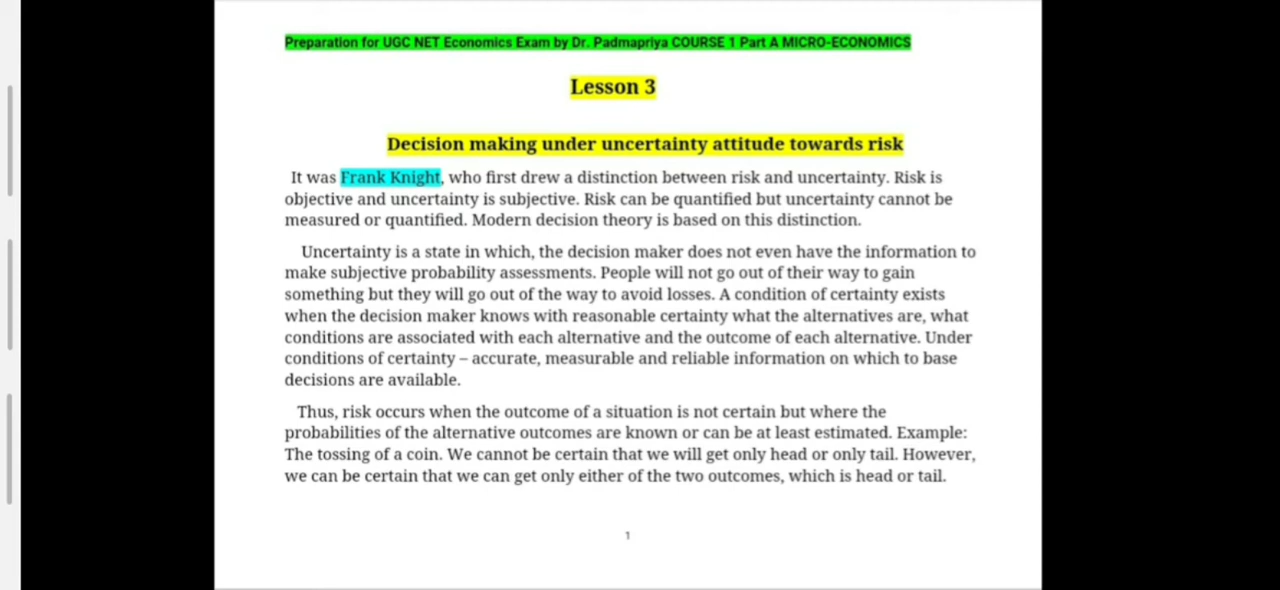 Preparation for UGC NET Economics Exam by Dr. Padmapriya COURSE 1 Part A MICRO-ECONOMICS
Lesson 3
Decision making under uncertainty attitude towards risk
It was Frank Knight, who first drew a distinction between risk and uncertainty. Risk is
objective and uncertainty is subjective. Risk can be quantified but uncertainty cannot be
measured or quantified. Modern decision theory is based on this distinction.
Uncertainty is a state in which, the decision maker does not even have the information to
make subjective probability assessments. People will not go out of their way to gain
something but they will go out of the way to avoid losses. A condition of certainty exists
when the decision maker knows with reasonable certainty what the alternatives are, what
conditions are associated with each alternative and the outcome of each alternative. Under
conditions of certainty – accurate, measurable and reliable information on which to base
decisions are available.
Thus, risk occurs when the outcome of a situation is not certain but where the
probabilities of the alternative outcomes are known or can be at least estimated. Example:
The tossing of a coin. We cannot be certain that we will get only head or only tail. However,
we can be certain that we can get only either of the two outcomes, which is head or tail.
1